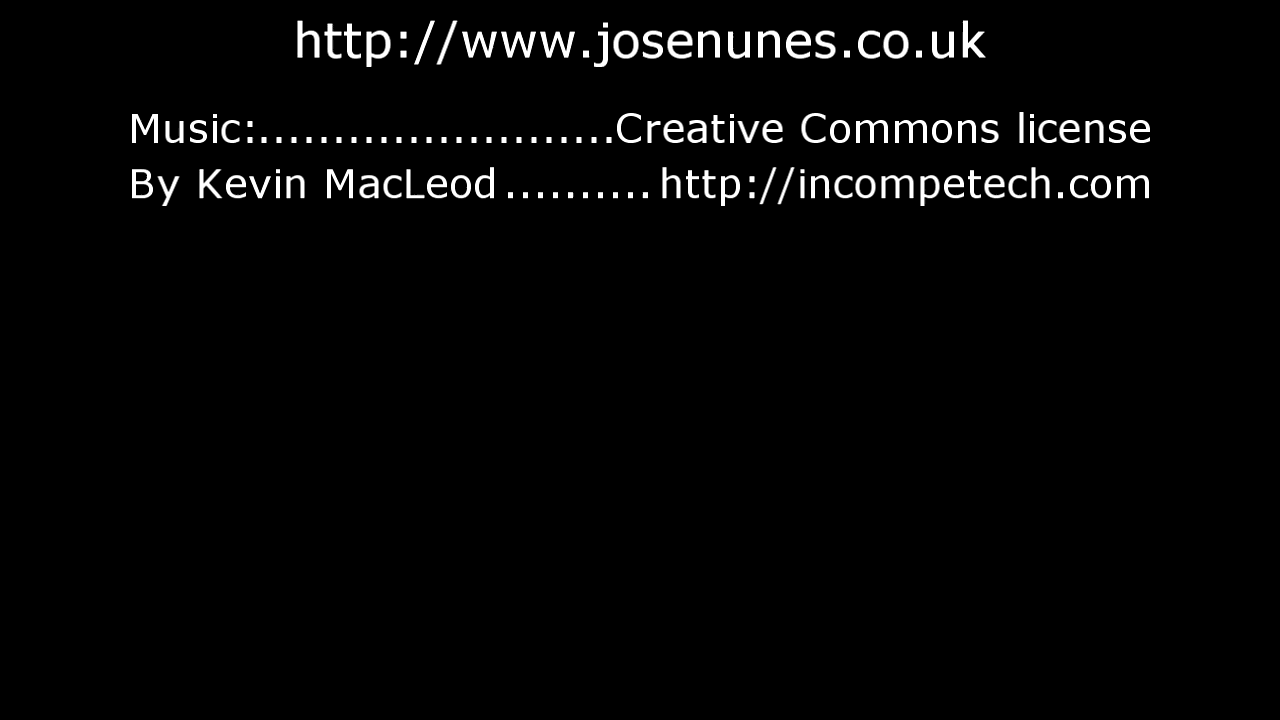 http://www.josenunes.co.uk
Music:........................Creative Commons license
By Kevin MacLeod .......... http://incompetech.com